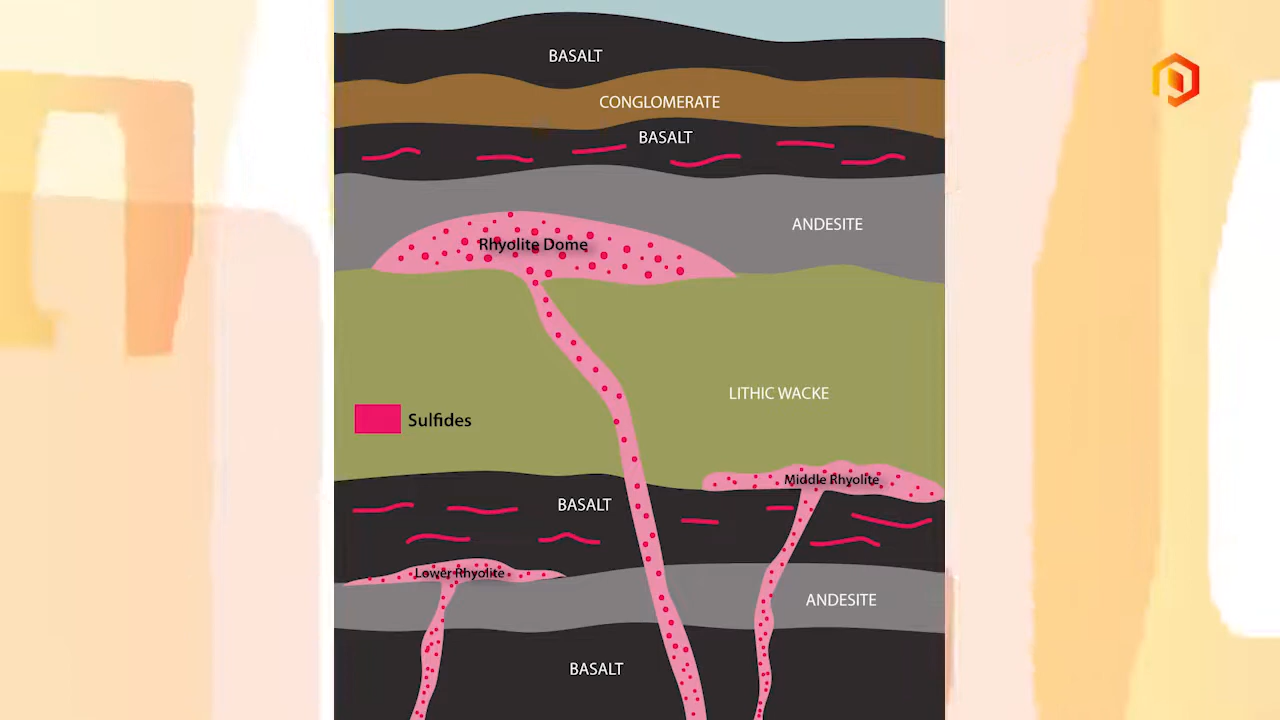 BASALT
CONGLOMERATE
BASALT
ANDESITE
Rhyolite Dome
LITHIC WACKE
Sulfides
Middle Rhyolite
BASALT
Lower Rhyolite
ANDESITE
BASALT